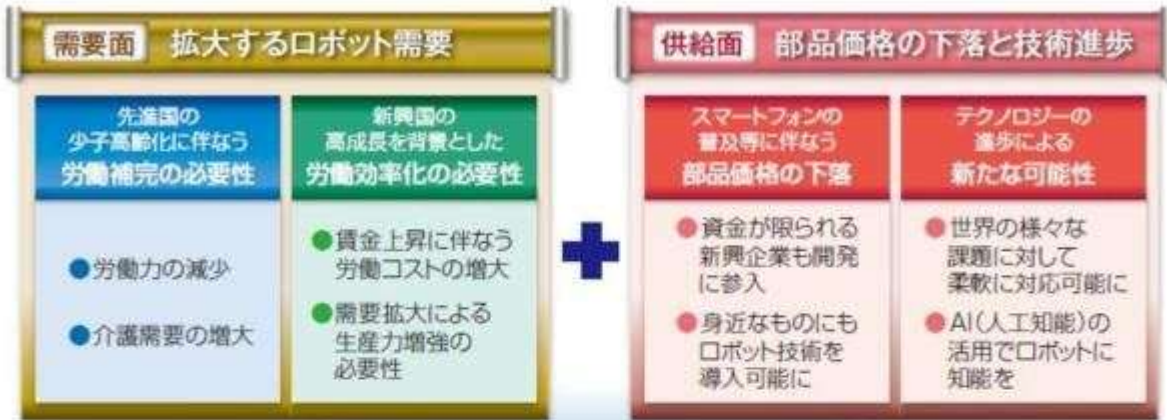 需要面 拡大するロボット需要
先進国の
少子高齢化に伴なう
労働補完の必要性
●労働力の減少
●介護需要の増大
新興国の
高成長を背景とした
労働効率化の必要性
●賃金上昇に伴なう
労働コストの増大
●需要拡大による
生産力増強の
必要性
供給面 部品価格の下落と技術進歩
スマートフォンの
普及等に伴なう
部品価格の下落
●資金が限られる
新興企業も開発
に参入
●身近なものにも
ロボット技術を
導入可能に
テクノロジーの
進歩による
新たな可能性
●世界の様々な
課題に対して
柔軟に対応可能に
●AI(人工知能)の
活用でロボットに
知能を